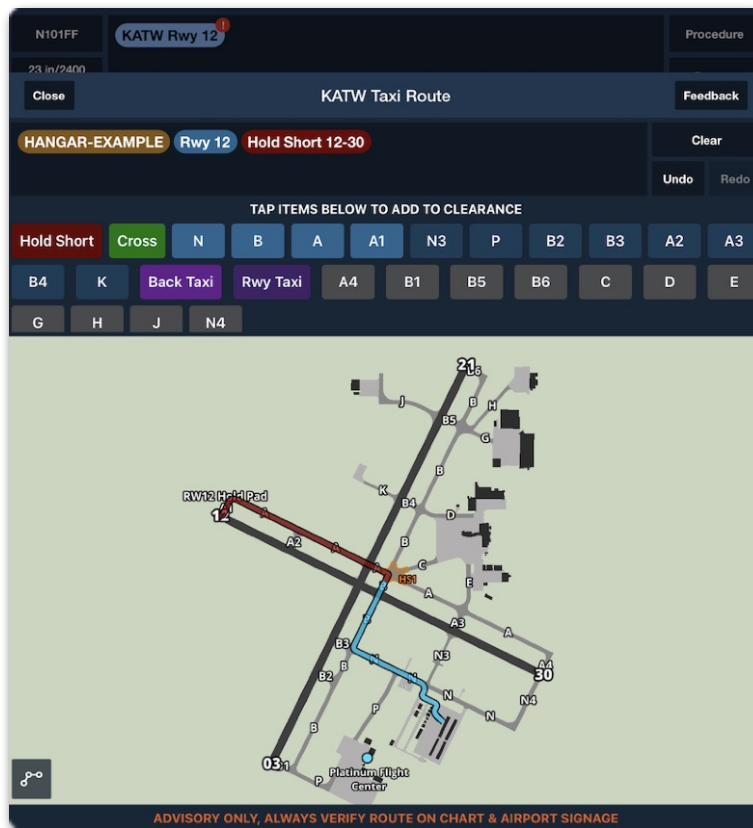 N101FF
KATW Rwy 12
!
Procedure
23 in/2400
Close
KATW Taxi Route
Feedback
HANGAR-EXAMPLE Rwy 12 Hold Short 12-30
Clear
Undo Redo
TAP ITEMS BELOW TO ADD TO CLEARANCE
Hold Short Cross N B A A1 N3 P B2 B3 A2 A3
B4 K Back Taxi Rwy Taxi A4 B1 B5 B6 C D E
G H J N4
21
B
H
J
B5
G
B
K
RW12 Hold Pad
B4
12
A
D
A2
A
B
C
A
HS1
E
A
B
A3
A
B3
N3
B
N
A4
B2
N
30
N
N4
P
N
B
03
Platinum Flight
Center
P
ADVISORY ONLY, ALWAYS VERIFY ROUTE ON CHART & AIRPORT SIGNAGE